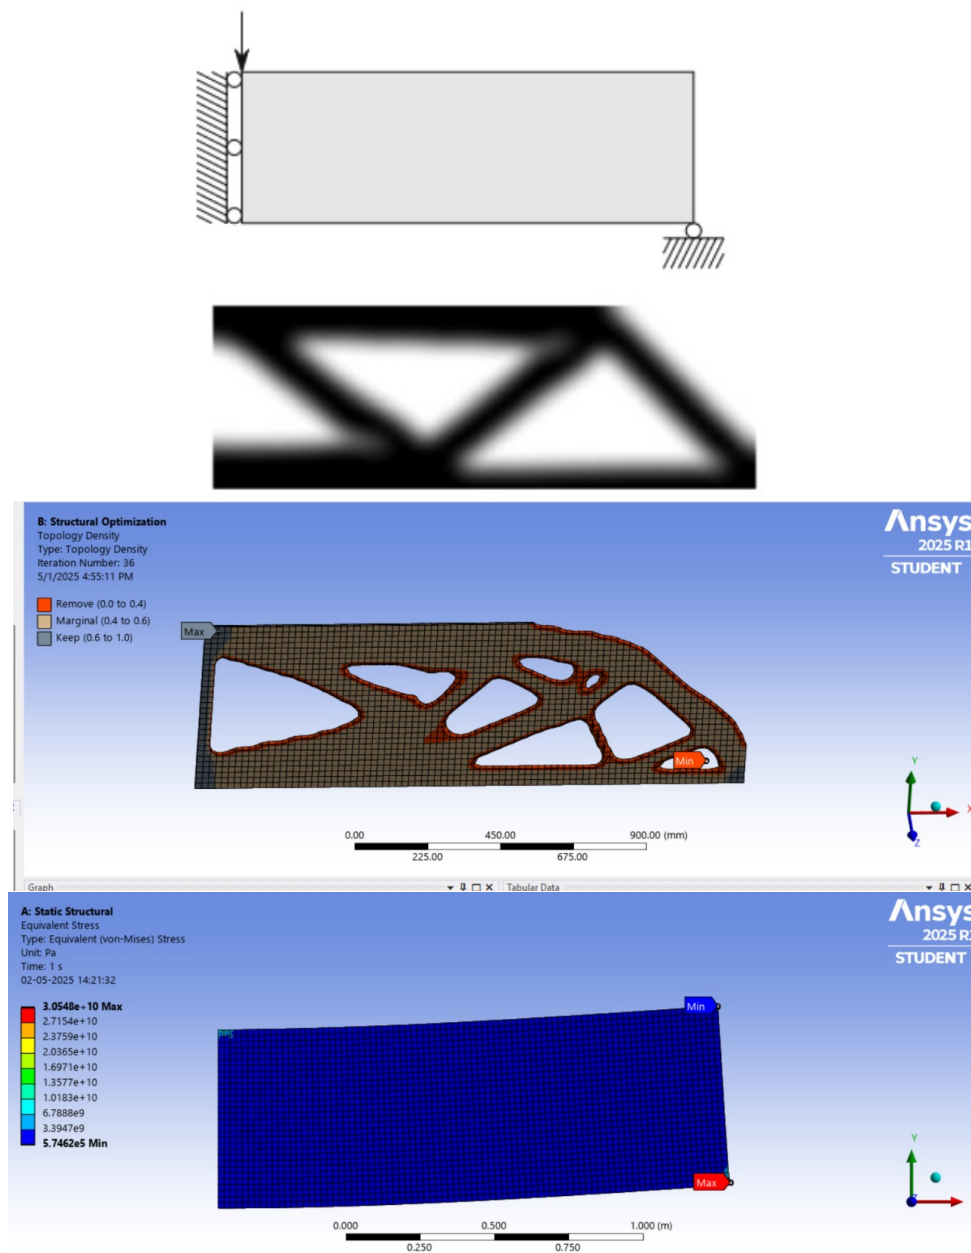 B: Structural Optimization
Topology Density
Type: Topology Density
Iteration Number: 36
5/1/2025 4:55:11 PM
Remove (0.0 to 0.4)
Marginal (0.4 to 0.6)
Keep (0.6 to 1.0)
Ansys
2025 R1
STUDENT
Max
Min
Y
X
Z
0.00 450.00 900.00 (mm)
225.00 675.00
Graph
Tabular Data
A: Static Structural
Equivalent Stress
Type: Equivalent (von-Mises) Stress
Unit: Pa
Time: 1 s
02-05-2025 14:21:32
3.0548e+10 Max
2.7154e+10
2.3759e+10
2.0365e+10
1.6971e+10
1.3577e+10
1.0183e+10
6.7888e9
3.3947e9
5.7462e5 Min
Ansys
2025 R1
STUDENT
Min
Max
Y
0.000 0.500 1.000 (m)
0.250 0.750